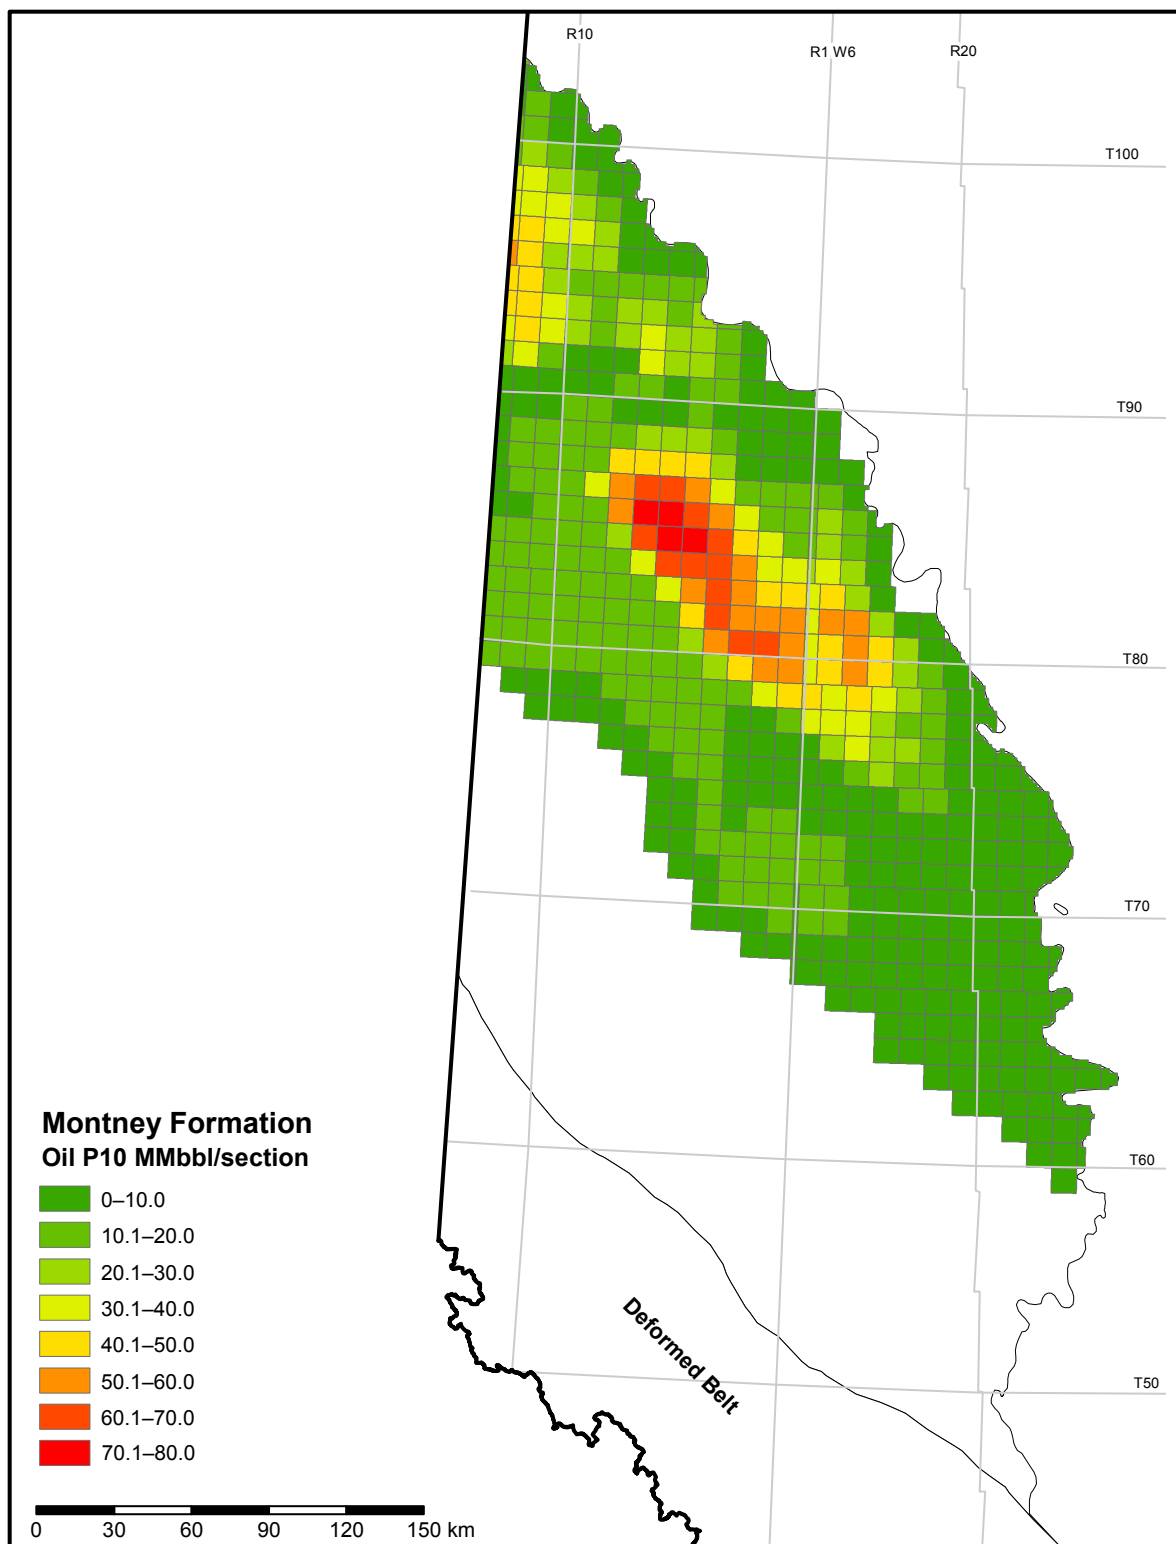 R10
R1 W6
R20
T100
T90
T80
T70
T60
T50
Deformed Belt
Montney Formation
Oil P10 MMbbl/section
0–10.0
10.1–20.0
20.1–30.0
30.1–40.0
40.1–50.0
50.1–60.0
60.1–70.0
70.1–80.0
0 30 60 90 120 150 km